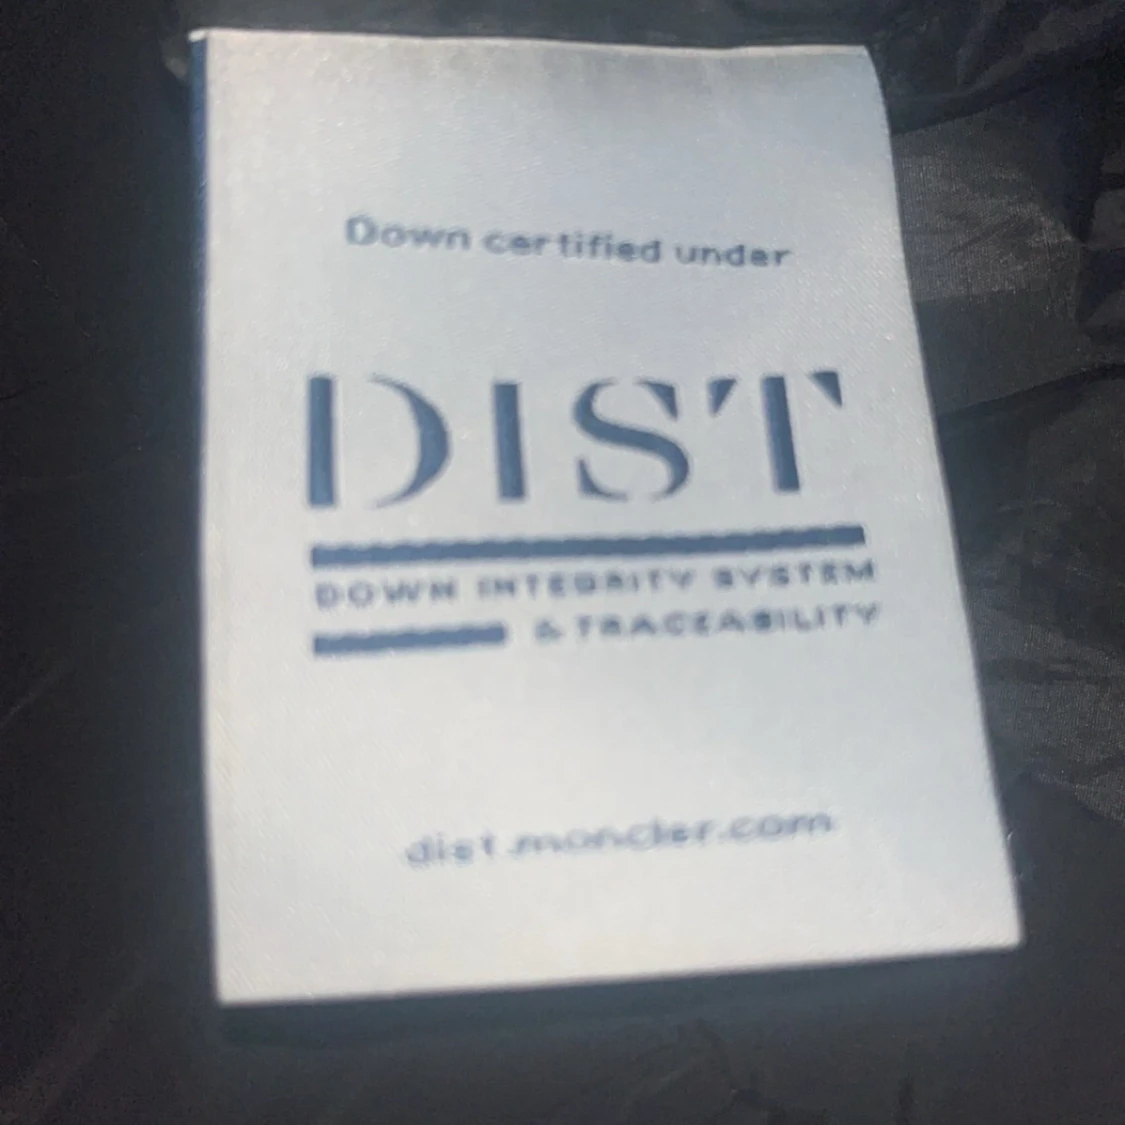 Down certified under
DIST
DOWN INTEGRITY SYSTEM
& TRACEABILITY
dist.moncler.com